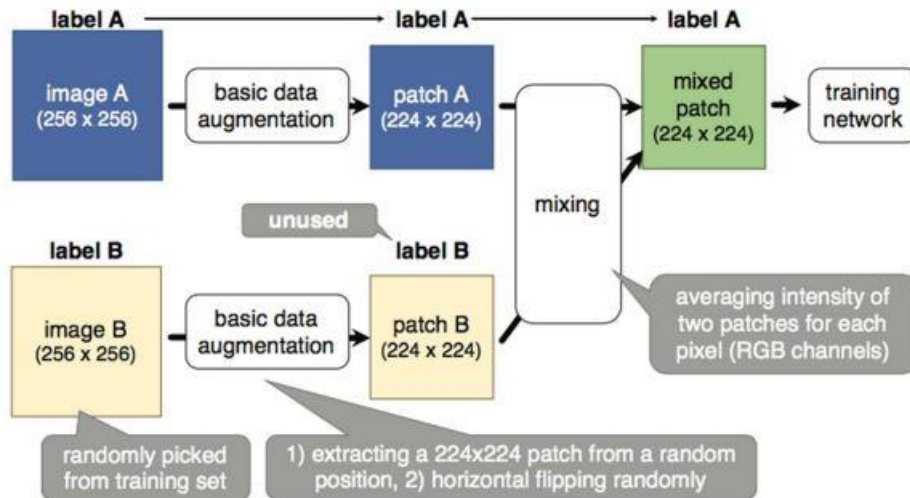 label A
label A
label A
image A
(256 x 256)
basic data
augmentation
patch A
(224 x 224)
mixed
patch
(224 x 224)
training
network
mixing
unused
label B
label B
image B
(256 x 256)
basic data
augmentation
patch B
(224 x 224)
averaging intensity of
two patches for each
pixel (RGB channels)
randomly picked
from training set
1) extracting a 224x224 patch from a random
position, 2) horizontal flipping randomly